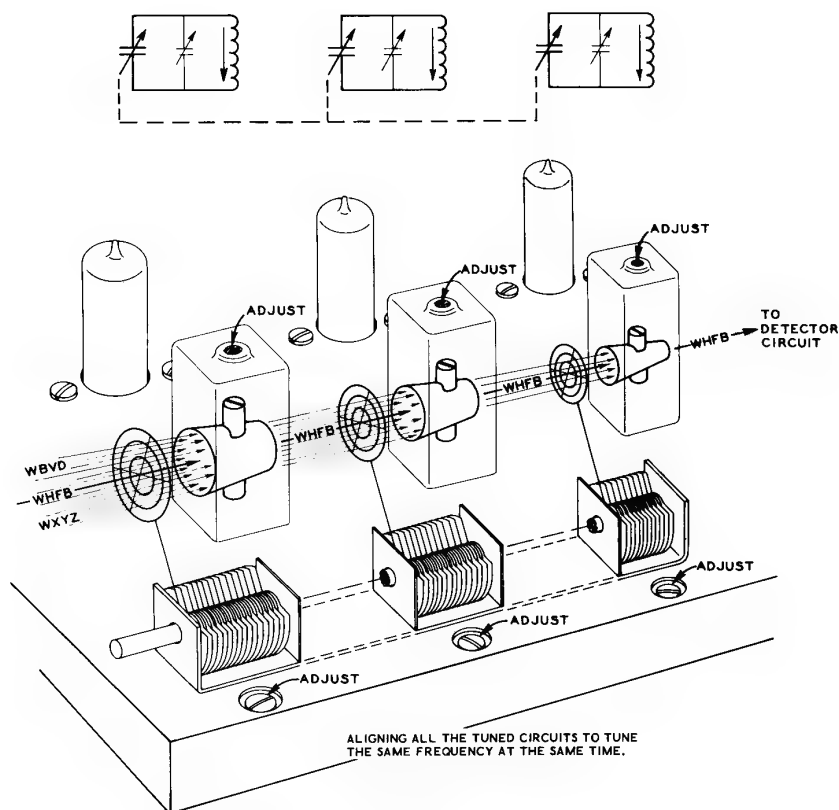 ADJUST
ADJUST
ADJUST
TO
DETECTOR
CIRCUIT
WHFB
WHFB
WHFB
WBVD
WHFB
WXYZ
ADJUST
ADJUST
ADJUST
ALIGNING ALL THE TUNED CIRCUITS TO TUNE
THE SAME FREQUENCY AT THE SAME TIME.